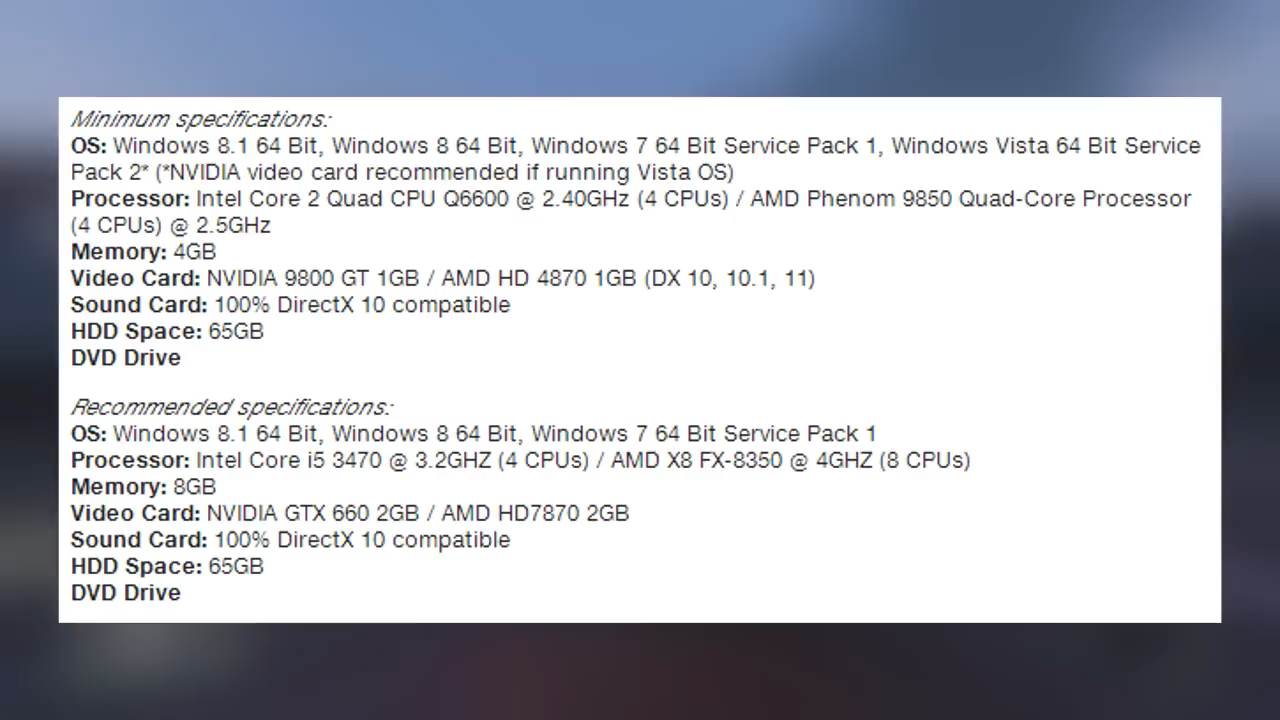 Minimum specifications:
OS: Windows 8.1 64 Bit, Windows 8 64 Bit, Windows 7 64 Bit Service Pack 1, Windows Vista 64 Bit Service
Pack 2* (*NVIDIA video card recommended if running Vista OS)
Processor: Intel Core 2 Quad CPU Q6600 @ 2.40GHz (4 CPUs) / AMD Phenom 9850 Quad-Core Processor
(4 CPUs) @ 2.5GHz
Memory: 4GB
Video Card: NVIDIA 9800 GT 1GB / AMD HD 4870 1GB (DX 10, 10.1, 11)
Sound Card: 100% DirectX 10 compatible
HDD Space: 65GB
DVD Drive
Recommended specifications:
OS: Windows 8.1 64 Bit, Windows 8 64 Bit, Windows 7 64 Bit Service Pack 1
Processor: Intel Core i5 3470 @ 3.2GHZ (4 CPUs) / AMD X8 FX-8350 @ 4GHZ (8 CPUs)
Memory: 8GB
Video Card: NVIDIA GTX 660 2GB / AMD HD7870 2GB
Sound Card: 100% DirectX 10 compatible
HDD Space: 65GB
DVD Drive